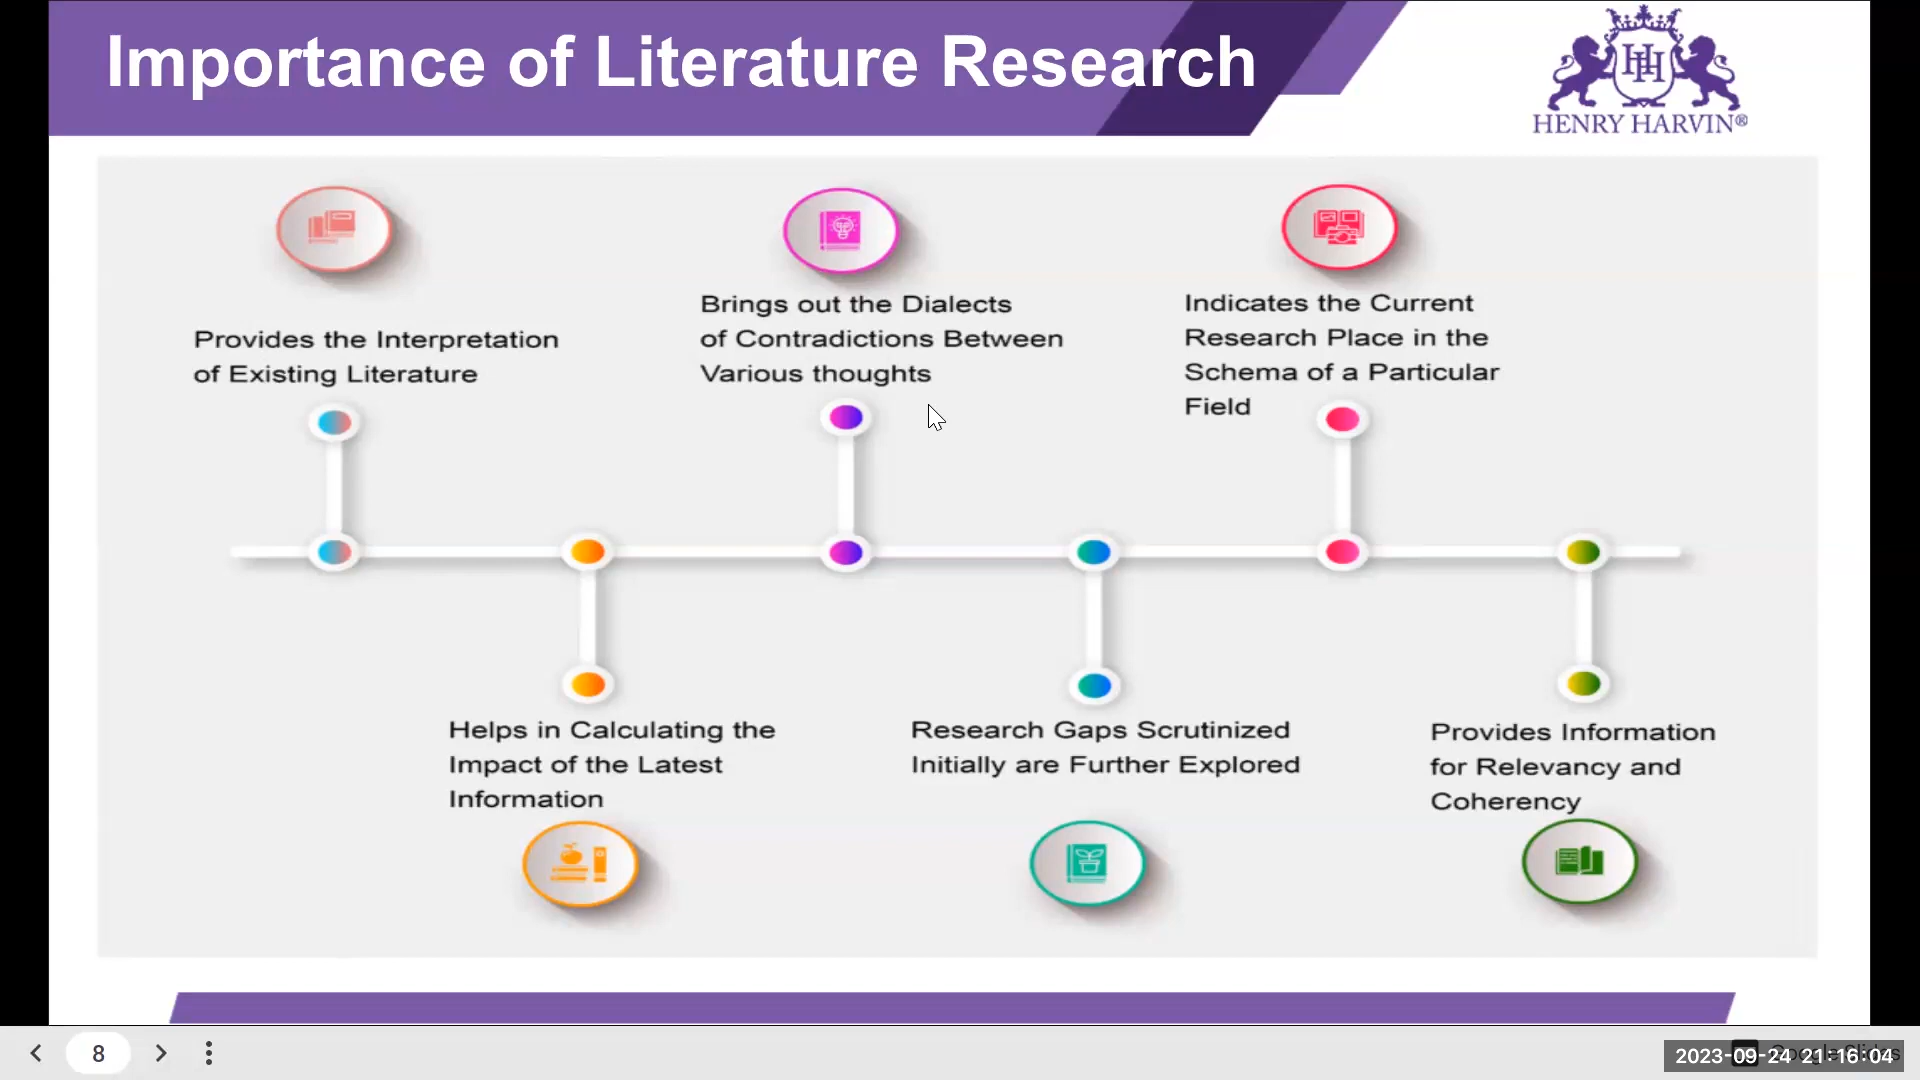 Importance of Literature Research
HENRY HARVIN®
Provides the Interpretation
of Existing Literature
Brings out the Dialects
of Contradictions Between
Various thoughts
Indicates the Current
Research Place in the
Schema of a Particular
Field
Helps in Calculating the
Impact of the Latest
Information
Research Gaps Scrutinized
Initially are Further Explored
Provides Information
for Relevancy and
Coherency
8
Google Slides
2023-09-24 21:16:04